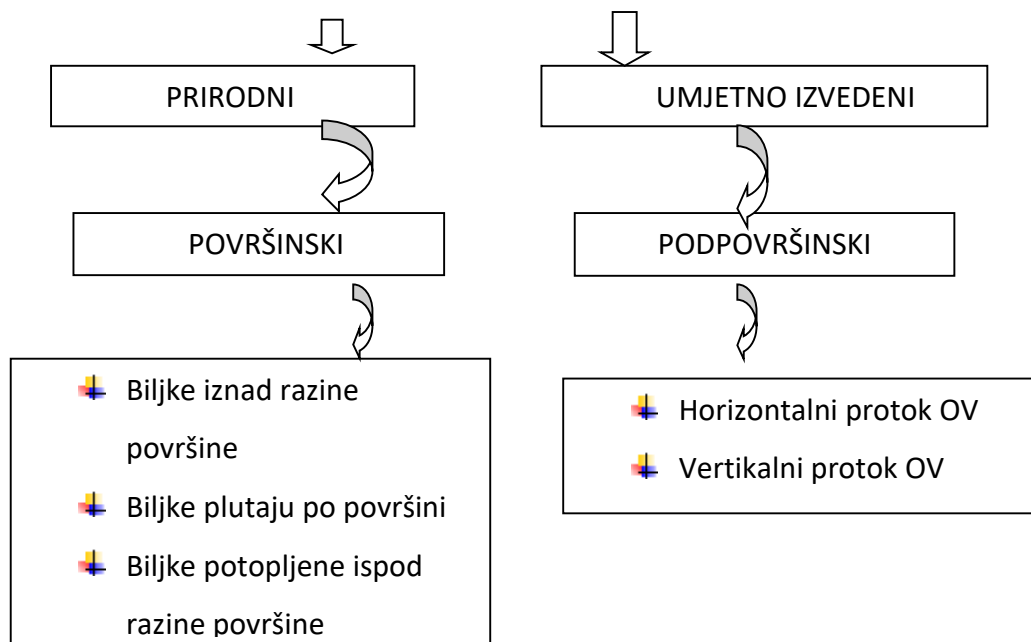 PRIRODNI
UMJETNO IZVEDENI
POVRŠINSKI
PODPOVRŠINSKI
Biljke iznad razine
površine
Biljke plutaju po površini
Biljke potopljene ispod
razine površine
Horizontalni protok OV
Vertikalni protok OV